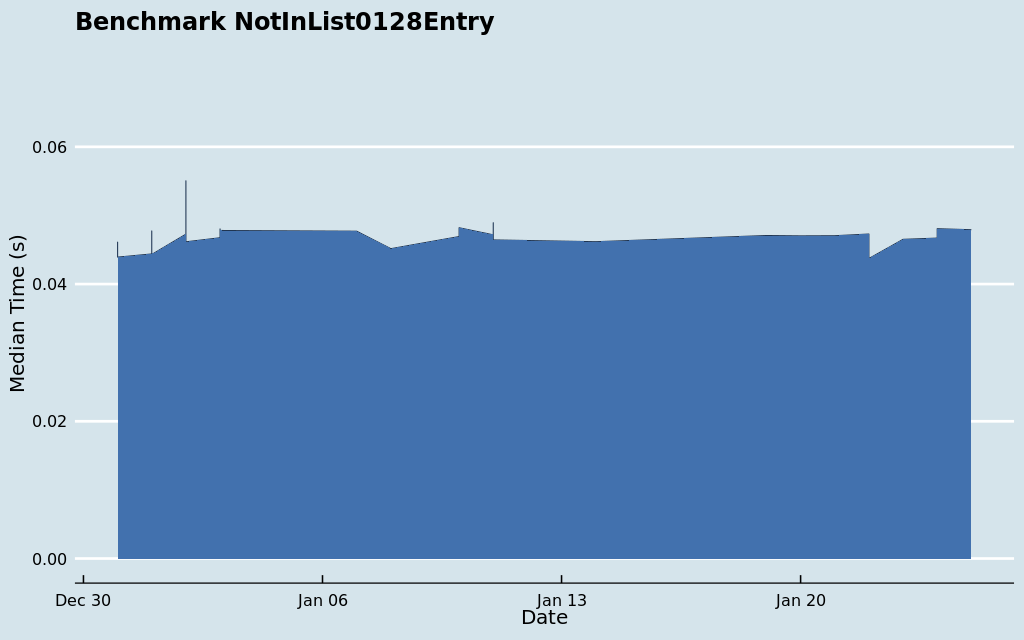 Benchmark NotInList0128Entry
0.06
0.04
0.02
0.00
Median Time (s)
Dec 30 Jan 06 Jan 13 Jan 20
Date